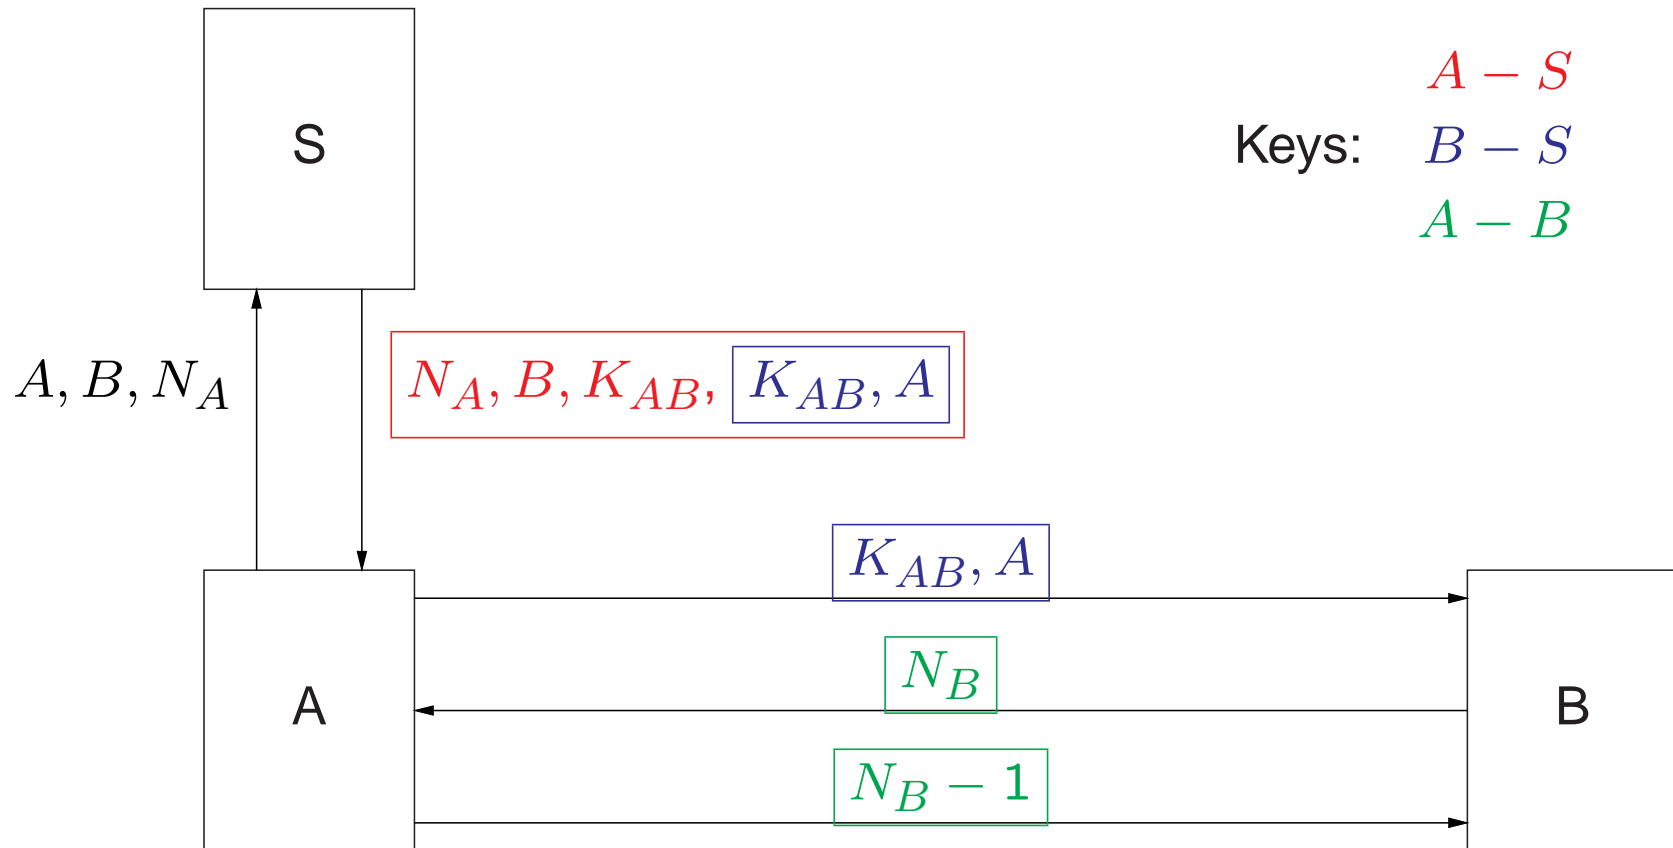 A − S
S
Keys: B − S
A − B
A, B, N_A
N_A, B, K_AB, K_AB, A
K_AB, A
N_B
A
B
N_B − 1